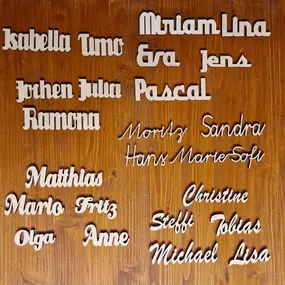 Isabella Timo
Miriam Lina
Eva Jens
Jochen Julia Pascal
Ramona
Moritz Sandra
Hans Marie Sofi
Matthias
Mario Fritz
Olga Anne
Christine
Steffi Tobias
Michael Lisa